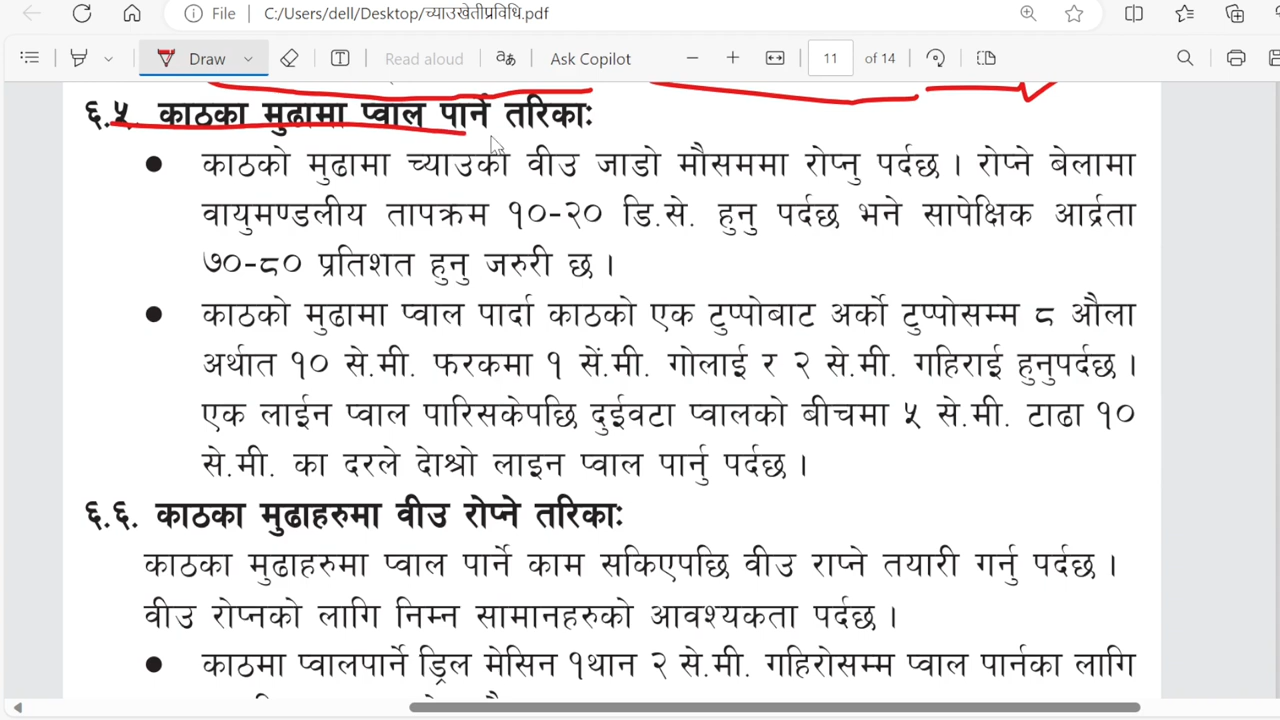 File C:/Users/dell/Desktop/च्याउखेतीप्रविधि.pdf
Draw Read aloud aあ Ask Copilot 11 of 14
६.५. काठका मुढामा प्वाल पार्ने तरिकाः
● काठको मुढामा च्याउको वीउ जाडो मौसममा रोप्नु पर्दछ । रोप्ने बेलामा
वायुमण्डलीय तापक्रम १०-२० डि.से. हुनु पर्दछ भने सापेक्षिक आर्द्रता
७०-८० प्रतिशत हुनु जरुरी छ ।
● काठको मुढामा प्वाल पार्दा काठको एक टुप्पोबाट अर्को टुप्पोसम्म ८ औला
अर्थात १० से.मी. फरकमा १ सें.मी. गोलाई र २ से.मी. गहिराई हुनुपर्दछ ।
एक लाईन प्वाल पारिसकेपछि दुईवटा प्वालको बीचमा ५ से.मी. टाढा १०
से.मी. का दरले देाश्रो लाइन प्वाल पार्नु पर्दछ ।
६.६. काठका मुढाहरुमा वीउ रोप्ने तरिकाः
काठका मुढाहरुमा प्वाल पार्ने काम सकिएपछि वीउ राप्ने तयारी गर्नु पर्दछ ।
वीउ रोप्नको लागि निम्न सामानहरुको आवश्यकता पर्दछ ।
● काठमा प्वालपार्ने ड्रिल मेसिन १थान २ से.मी. गहिरोसम्म प्वाल पार्नका लागि